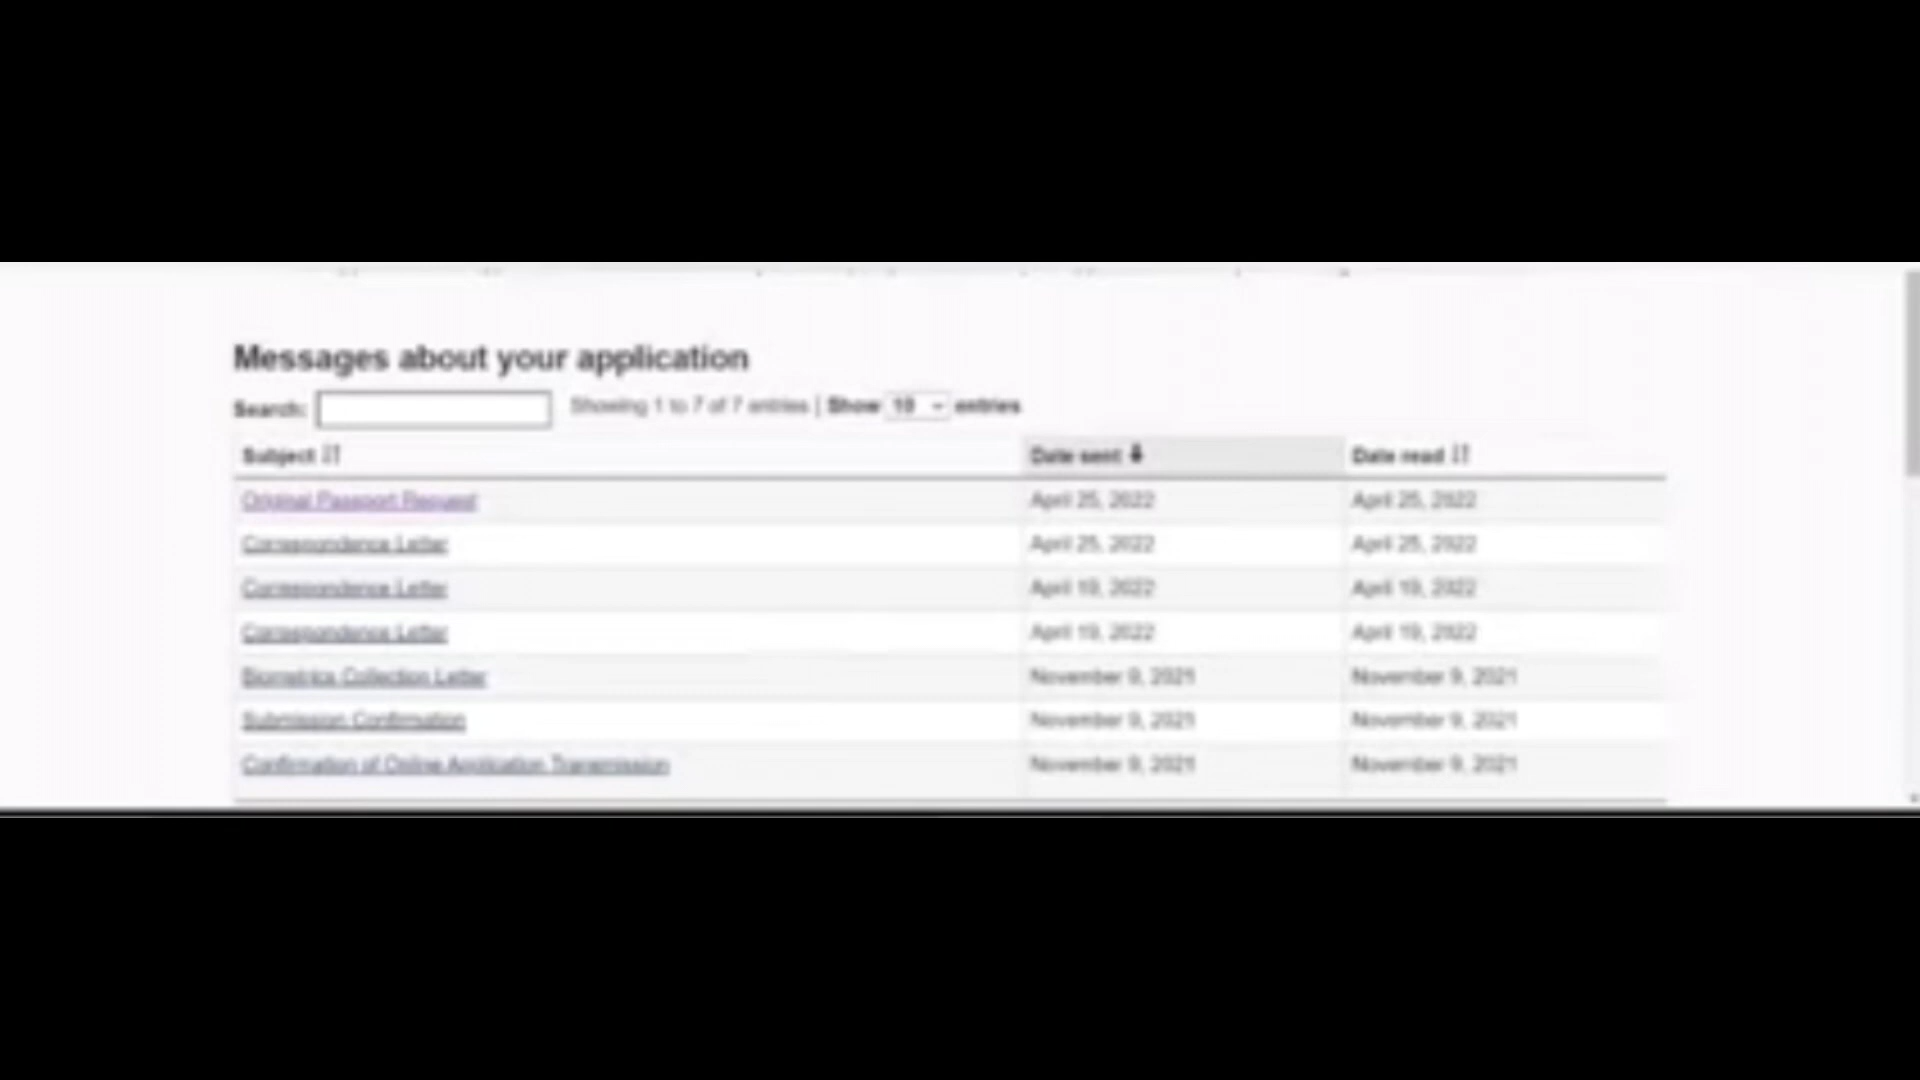 Messages about your application
Search: Showing 1 to 7 of 7 entries | Show 10 entries
Subject Date sent Date read
Original Passport Request April 25, 2022 April 25, 2022
Correspondence Letter April 25, 2022 April 25, 2022
Correspondence Letter April 19, 2022 April 19, 2022
Correspondence Letter April 19, 2022 April 19, 2022
Biometrics Collection Letter November 9, 2021 November 9, 2021
Submission Confirmation November 9, 2021 November 9, 2021
Confirmation of Online Application Transmission November 9, 2021 November 9, 2021